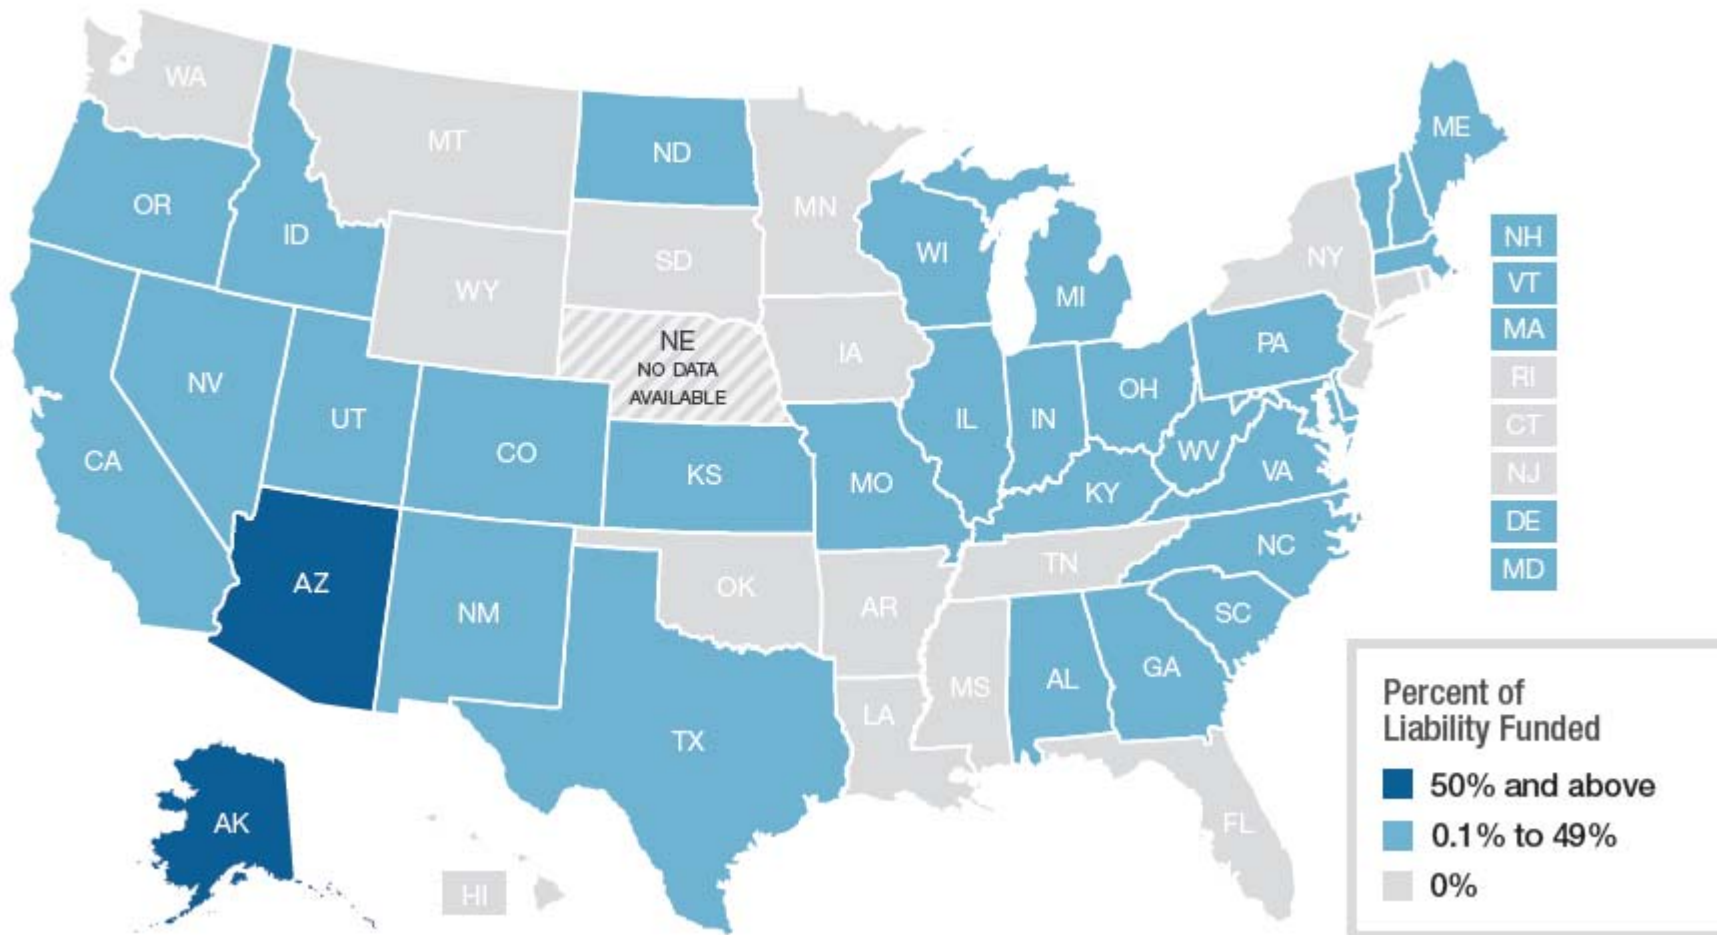 WA
MT
ND
ME
MN
OR
ID
WI
NH
SD
NY
WY
MI
VT
NE
NO DATA
AVAILABLE
IA
PA
MA
NV
OH
RI
UT
IL
IN
CT
CO
WV
CA
KS
MO
KY
VA
NJ
DE
NC
AZ
OK
TN
MD
NM
AR
SC
MS
AL
GA
LA
TX
FL
AK
HI
Percent of
Liability Funded
50% and above
0.1% to 49%
0%